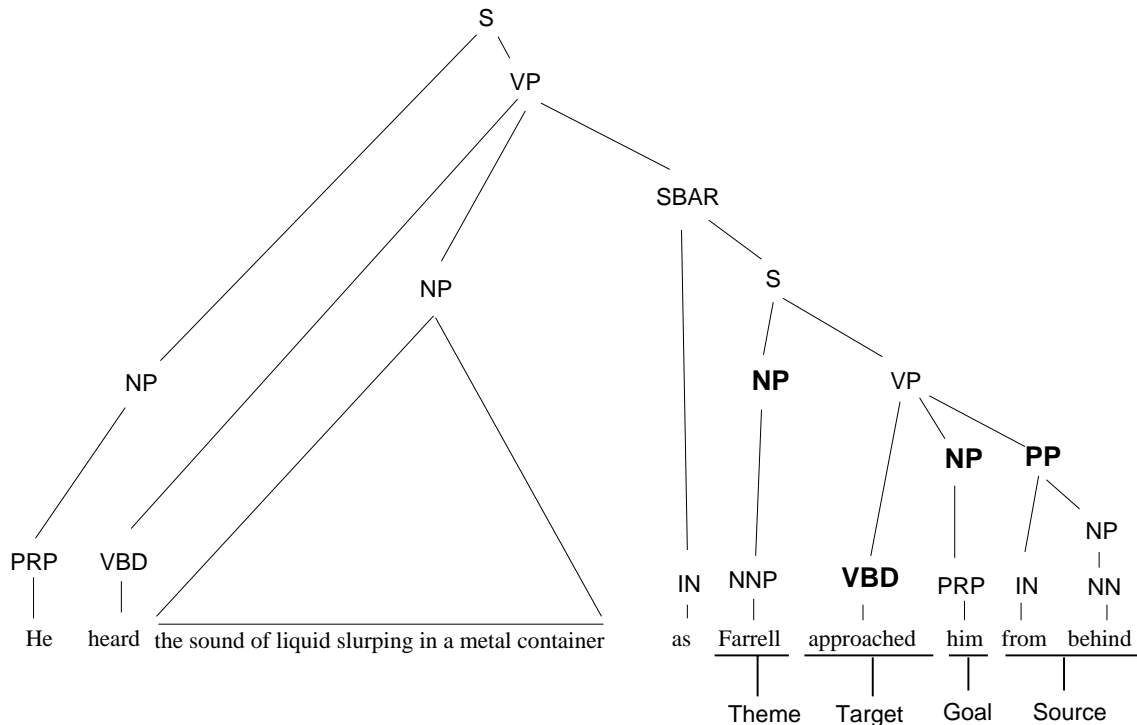 S
VP
SBAR
NP S
NP NP VP
NP PP
NP
PRP VBD IN NNP VBD PRP IN NN
He heard the sound of liquid slurping in a metal container as Farrell approached him from behind
Theme Target Goal Source